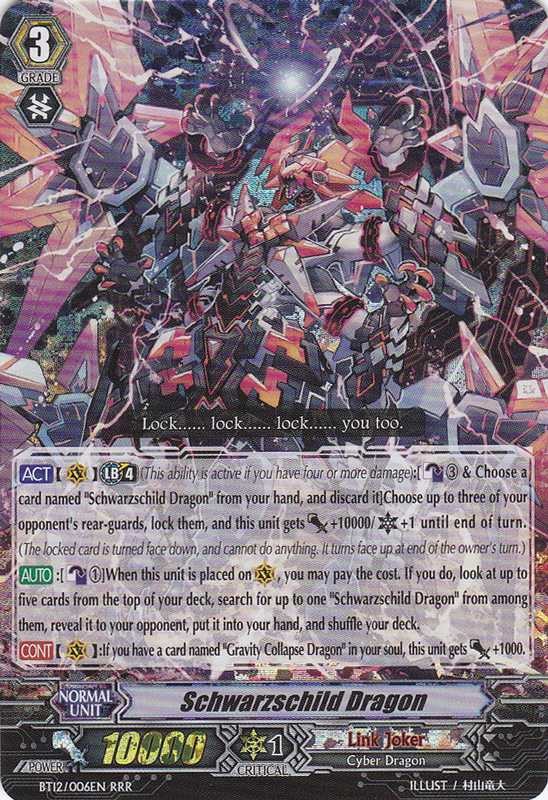 3
GRADE
Lock...... lock...... lock...... you too.
ACT【 】LB4(This ability is active if you have four or more damage):[ ③ & Choose a
card named "Schwarzschild Dragon" from your hand, and discard it]Choose up to three of your
opponent's rear-guards, lock them, and this unit gets +10000/ +1 until end of turn.
(The locked card is turned face down, and cannot do anything. It turns face up at end of the owner's turn.)
AUTO :[ ①]When this unit is placed on , you may pay the cost. If you do, look at up to
five cards from the top of your deck, search for up to one "Schwarzschild Dragon" from among
them, reveal it to your opponent, put it into your hand, and shuffle your deck.
CONT【 】:If you have a card named "Gravity Collapse Dragon" in your soul, this unit gets +1000.
NORMAL
UNIT
Schwarzschild Dragon
POWER 10000
1
CRITICAL
Link Joker
Cyber Dragon
BT12/006EN RRR
ILLUST / 村山竜大